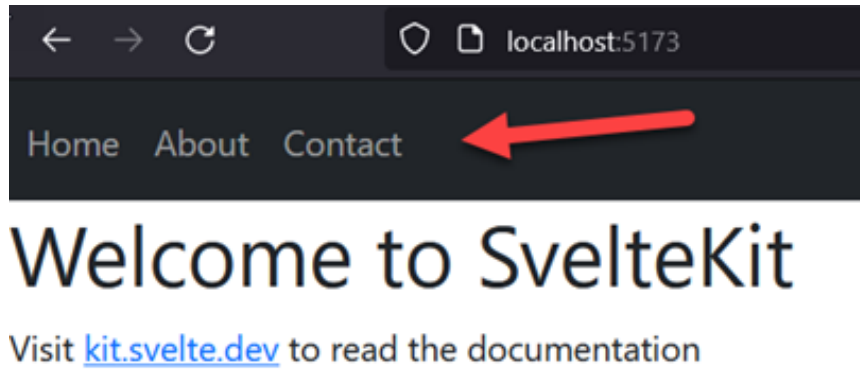 localhost:5173
Home About Contact
Welcome to SvelteKit
Visit kit.svelte.dev to read the documentation